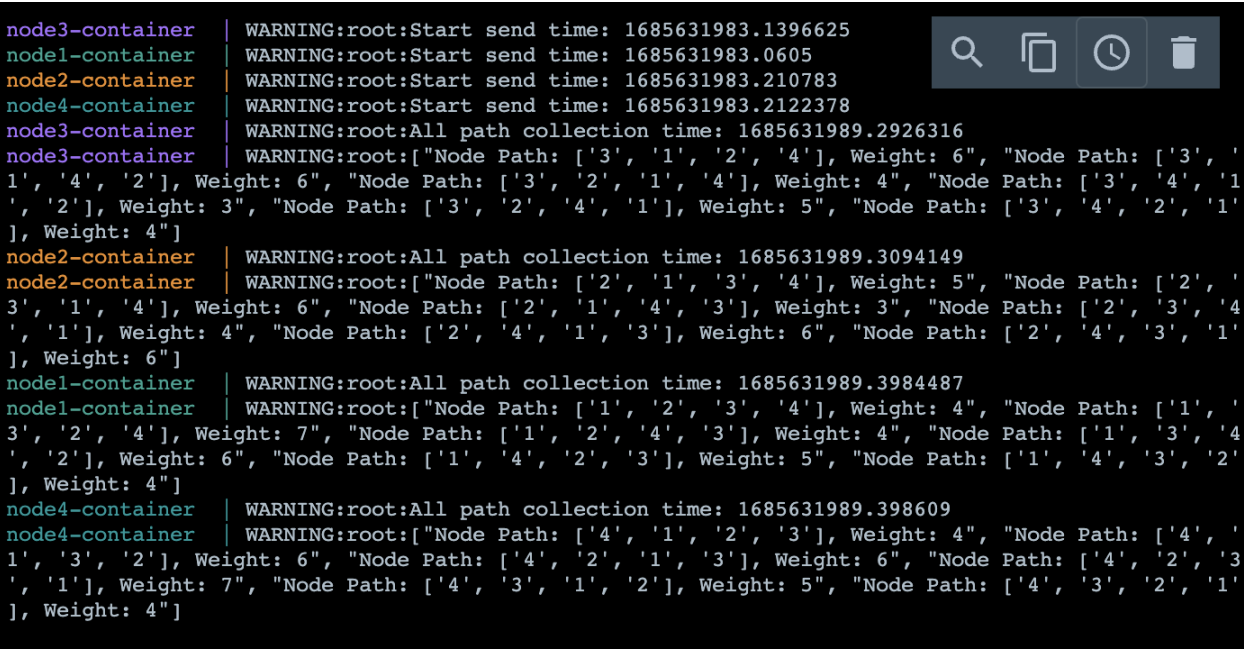 node3-container  | WARNING:root:Start send time: 1685631983.1396625
node1-container  | WARNING:root:Start send time: 1685631983.0605
node2-container  | WARNING:root:Start send time: 1685631983.210783
node4-container  | WARNING:root:Start send time: 1685631983.2122378
node3-container  | WARNING:root:All path collection time: 1685631989.2926316
node3-container  | WARNING:root:["Node Path: ['3', '1', '2', '4'], Weight: 6", "Node Path: ['3', '
1', '4', '2'], Weight: 6", "Node Path: ['3', '2', '1', '4'], Weight: 4", "Node Path: ['3', '4', '1
', '2'], Weight: 3", "Node Path: ['3', '2', '4', '1'], Weight: 5", "Node Path: ['3', '4', '2', '1'
], Weight: 4"]
node2-container  | WARNING:root:All path collection time: 1685631989.3094149
node2-container  | WARNING:root:["Node Path: ['2', '1', '3', '4'], Weight: 5", "Node Path: ['2', '
3', '1', '4'], Weight: 6", "Node Path: ['2', '1', '4', '3'], Weight: 3", "Node Path: ['2', '3', '4
', '1'], Weight: 4", "Node Path: ['2', '4', '1', '3'], Weight: 6", "Node Path: ['2', '4', '3', '1'
], Weight: 6"]
node1-container  | WARNING:root:All path collection time: 1685631989.3984487
node1-container  | WARNING:root:["Node Path: ['1', '2', '3', '4'], Weight: 4", "Node Path: ['1', '
3', '2', '4'], Weight: 7", "Node Path: ['1', '2', '4', '3'], Weight: 4", "Node Path: ['1', '3', '4
', '2'], Weight: 6", "Node Path: ['1', '4', '2', '3'], Weight: 5", "Node Path: ['1', '4', '3', '2'
], Weight: 4"]
node4-container  | WARNING:root:All path collection time: 1685631989.398609
node4-container  | WARNING:root:["Node Path: ['4', '1', '2', '3'], Weight: 4", "Node Path: ['4', '
1', '3', '2'], Weight: 6", "Node Path: ['4', '2', '1', '3'], Weight: 6", "Node Path: ['4', '2', '3
', '1'], Weight: 7", "Node Path: ['4', '3', '1', '2'], Weight: 5", "Node Path: ['4', '3', '2', '1'
], Weight: 4"]